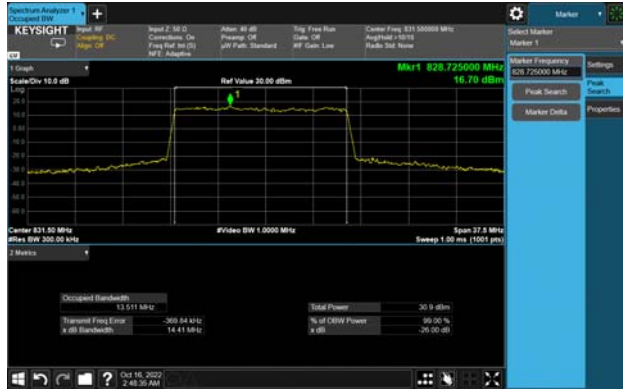 Spectrum Analyzer 1
Occupied BW
Marker
KEYSIGHT
Input: RF
Coupling: DC
Align: Off
Input Z: 50 Ω
Corrections: On
Freq Ref: Int (S)
NFE: Adaptive
Atten: 40 dB
Preamp: Off
µW Path: Standard
Trig: Free Run
Gate: Off
#IF Gain: Low
Center Freq: 831.500000 MHz
Avg|Hold:>10/10
Radio Std: None
Select Marker
Marker 1
Marker Frequency
828.725000 MHz
Settings
Peak Search
Peak
Search
Marker Delta
Properties
1 Graph
Scale/Div 10.0 dB
Ref Value 30.00 dBm
Mkr1 828.725000 MHz
16.70 dBm
Log
1
Center 831.50 MHz
#Res BW 300.00 kHz
#Video BW 1.0000 MHz
Span 37.5 MHz
Sweep 1.00 ms (1001 pts)
2 Metrics
Occupied Bandwidth
13.511 MHz
Total Power 30.9 dBm
Transmit Freq Error -369.84 kHz
% of OBW Power 99.00 %
x dB Bandwidth 14.41 MHz
x dB -26.00 dB
Oct 16, 2022
2:48:35 AM